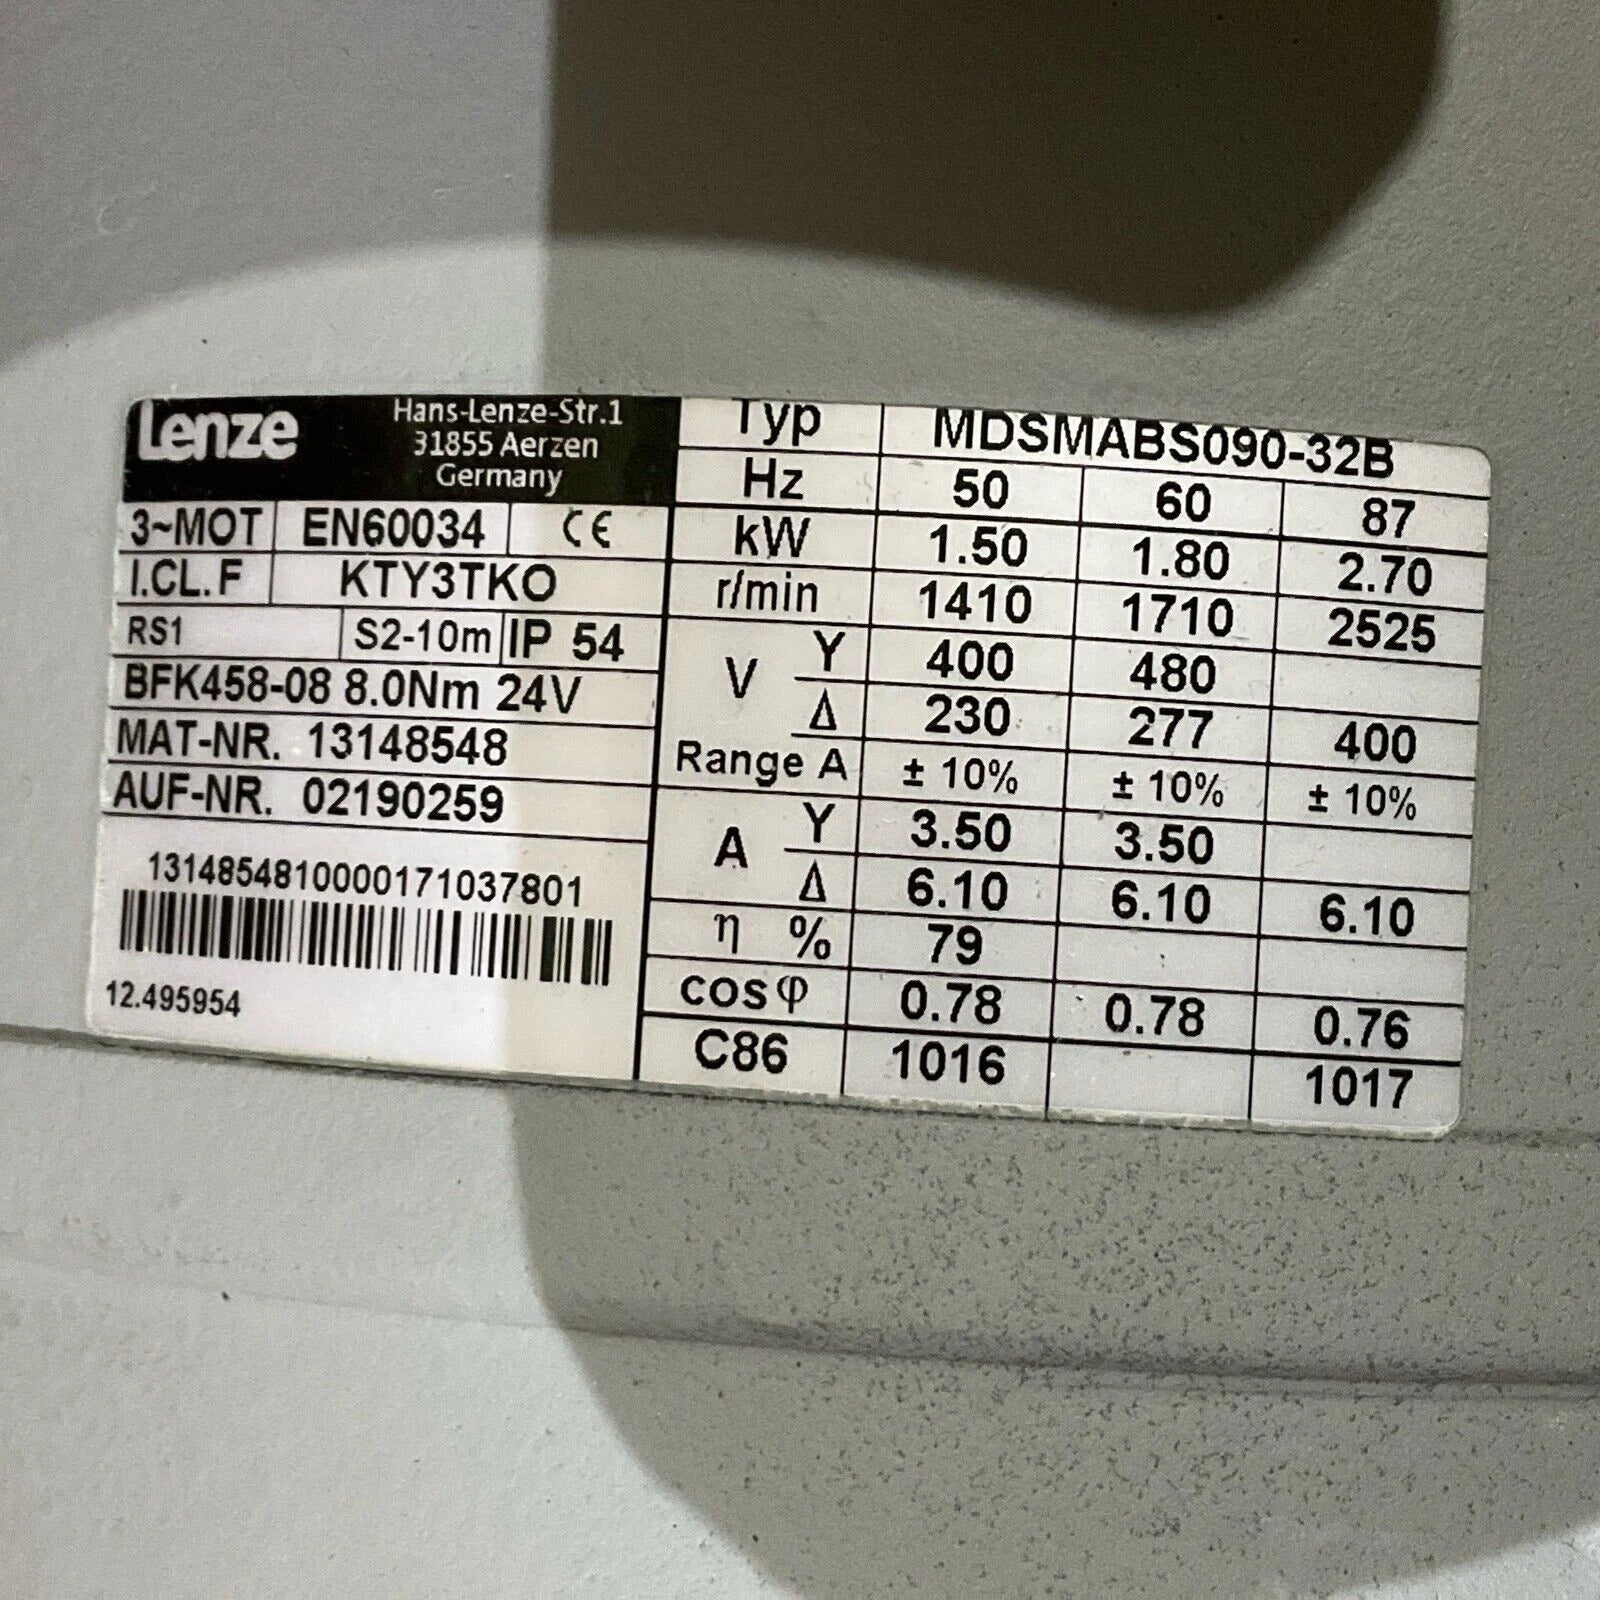 Lenze
Hans-Lenze-Str.1
31855 Aerzen
Germany
3~MOT EN60034 CE
I.CL.F KTY3TKO
RS1 S2-10m IP 54
BFK458-08 8.0Nm 24V
MAT-NR. 13148548
AUF-NR. 02190259
1314854810000171037801
12.495954
Typ MDSMABS090-32B
Hz 50 60 87
kW 1.50 1.80 2.70
r/min 1410 1710 2525
V Y 400 480
Δ 230 277 400
Range A ± 10% ± 10% ± 10%
A Y 3.50 3.50
Δ 6.10 6.10 6.10
η % 79
cos φ 0.78 0.78 0.76
C86 1016 1017